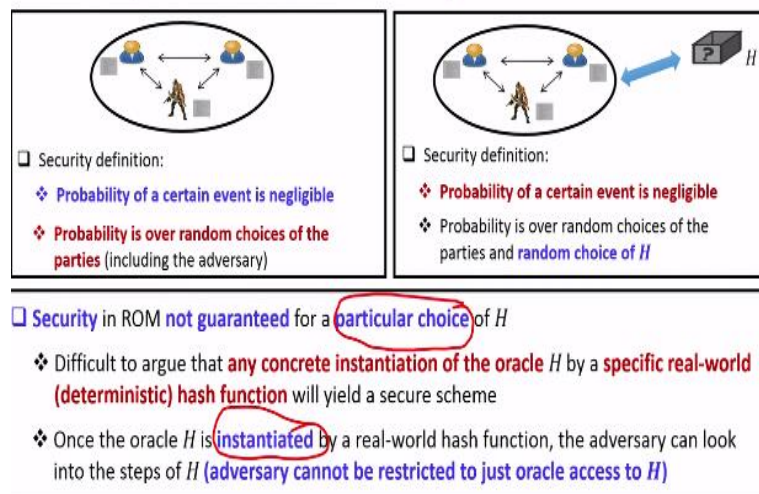 ❑ Security definition:
❖ Probability of a certain event is negligible
❖ Probability is over random choices of the
parties (including the adversary)
? H
❑ Security definition:
❖ Probability of a certain event is negligible
❖ Probability is over random choices of the
parties and random choice of H
❑ Security in ROM not guaranteed for a particular choice of H
❖ Difficult to argue that any concrete instantiation of the oracle H by a specific real-world
(deterministic) hash function will yield a secure scheme
❖ Once the oracle H is instantiated by a real-world hash function, the adversary can look
into the steps of H (adversary cannot be restricted to just oracle access to H)